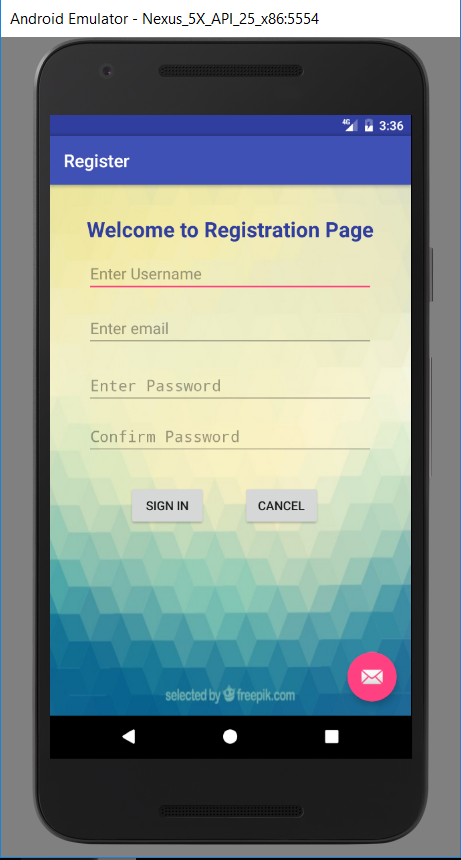 Android Emulator - Nexus_5X_API_25_x86:5554
4G 3:36
Register
Welcome to Registration Page
Enter Username
Enter email
Enter Password
Confirm Password
SIGN IN CANCEL
selected by freepik.com